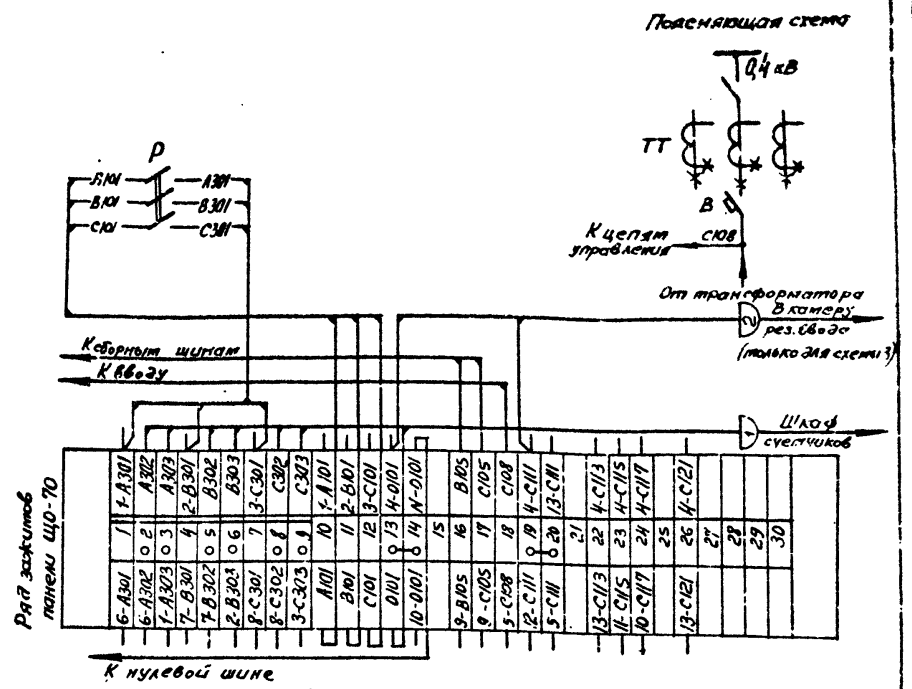 Поясняющая схема
0,4 кВ
ТТ
В
С108
К цепям
управления
От трансформатора
Р
А101
А301
В101
В301
С101
С301
2
В камеру
рез. ввода
(только для схемы 3)
К сборным шинам
К вводу
1
Шкаф
счетчиков
Ряд зажимов
панели ЩО-70
1-А301
А302
А303
2-В301
В302
В303
3-С301
С302
С303
1-А101
2-В101
3-С101
4-0101
N-0101
В105
С105
С108
4-С111
13-С111
4-С113
4-С115
4-С117
4-С121
1
2
3
4
5
6
7
8
9
10
11
12
13
14
15
16
17
18
19
20
21
22
23
24
25
26
27
28
29
30
6-А301
6-А302
1-А303
7-В301
7-В302
2-В303
8-С301
8-С302
3-С303
А101
В101
С101
0101
10-0101
9-В105
9-С105
5-С108
12-С111
5-С111
13-С113
11-С115
10-С117
13-С121
К нулевой шине